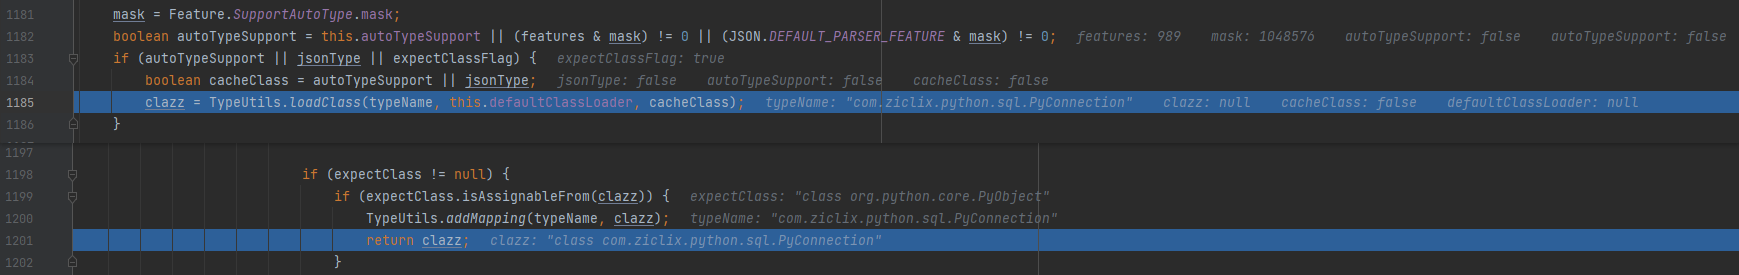 1181 mask = Feature.SupportAutoType.mask;
1182 boolean autoTypeSupport = this.autoTypeSupport || (features & mask) != 0 || (JSON.DEFAULT_PARSER_FEATURE & mask) != 0; features: 989 mask: 1048576 autoTypeSupport: false autoTypeSupport: false
1183 if (autoTypeSupport || jsonType || expectClassFlag) { expectClassFlag: true
1184 boolean cacheClass = autoTypeSupport || jsonType; jsonType: false autoTypeSupport: false cacheClass: false
1185 clazz = TypeUtils.loadClass(typeName, this.defaultClassLoader, cacheClass); typeName: "com.ziclix.python.sql.PyConnection" clazz: null cacheClass: false defaultClassLoader: null
1186 }
1197
1198 if (expectClass != null) {
1199 if (expectClass.isAssignableFrom(clazz)) { expectClass: "class org.python.core.PyObject"
1200 TypeUtils.addMapping(typeName, clazz); typeName: "com.ziclix.python.sql.PyConnection"
1201 return clazz; clazz: "class com.ziclix.python.sql.PyConnection"
1202 }